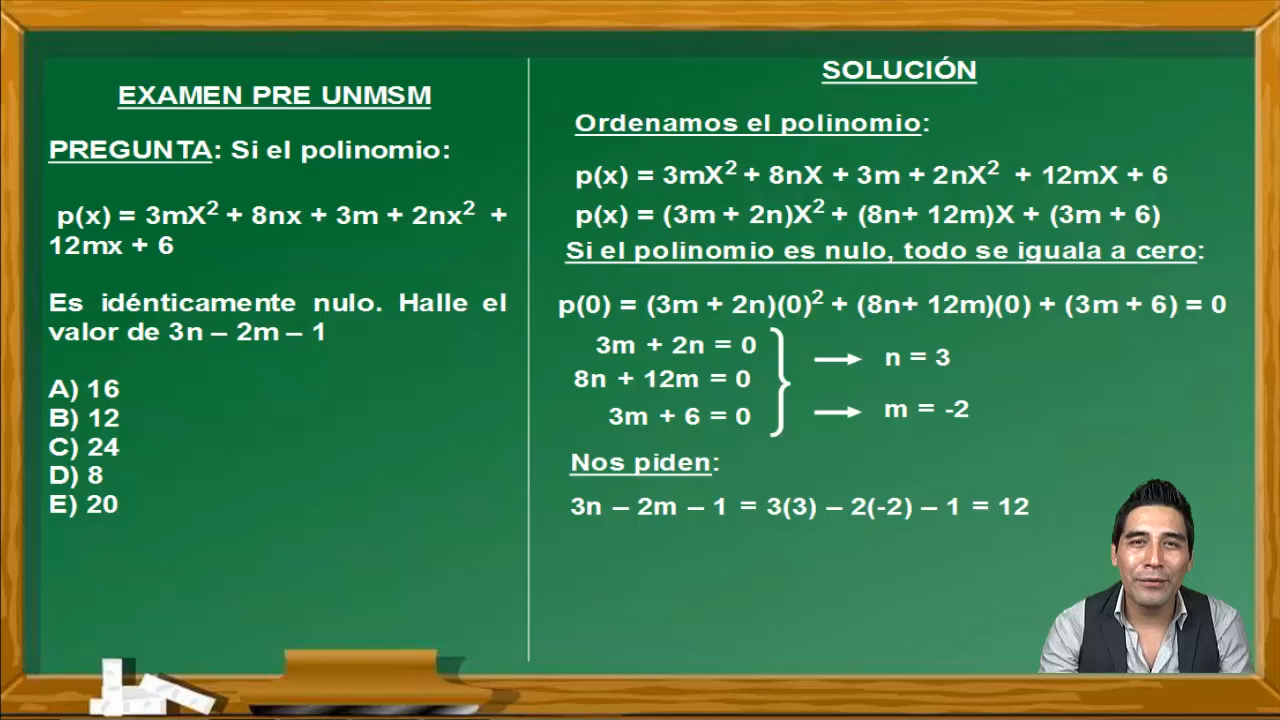 EXAMEN PRE UNMSM
PREGUNTA: Si el polinomio:
p(x) = 3mX² + 8nx + 3m + 2nx² +
12mx + 6
Es idénticamente nulo. Halle el
valor de 3n – 2m – 1
A) 16
B) 12
C) 24
D) 8
E) 20
SOLUCIÓN
Ordenamos el polinomio:
p(x) = 3mX² + 8nX + 3m + 2nX² + 12mX + 6
p(x) = (3m + 2n)X² + (8n+ 12m)X + (3m + 6)
Si el polinomio es nulo, todo se iguala a cero:
p(0) = (3m + 2n)(0)² + (8n+ 12m)(0) + (3m + 6) = 0
3m + 2n = 0
8n + 12m = 0
3m + 6 = 0
n = 3
m = -2
Nos piden:
3n – 2m – 1 = 3(3) – 2(-2) – 1 = 12